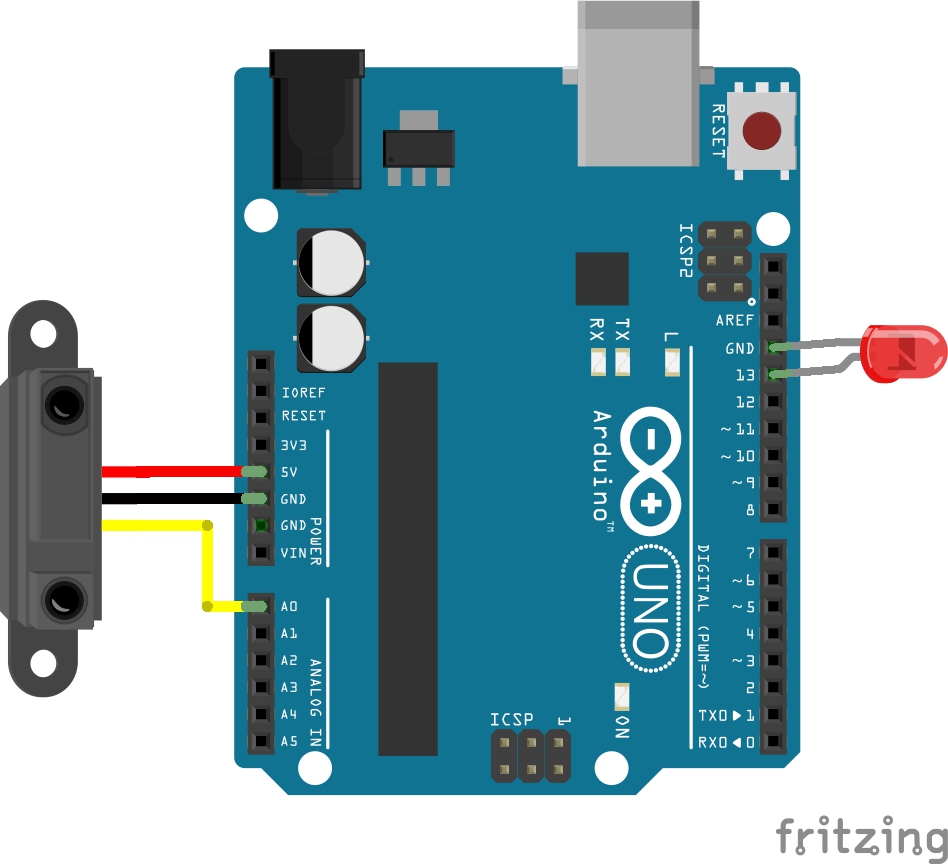 RESET
ICSP2
AREF
GND
13
12
~11
~10
~9
8
7
~6
~5
4
~3
2
TX0▶1
RX0◀0
DIGITAL (PWM=~)
RX
TX
L
Arduino™
UNO
ON
ICSP
1
IOREF
RESET
3V3
5V
GND
GND
VIN
POWER
A0
A1
A2
A3
A4
A5
ANALOG IN
fritzing